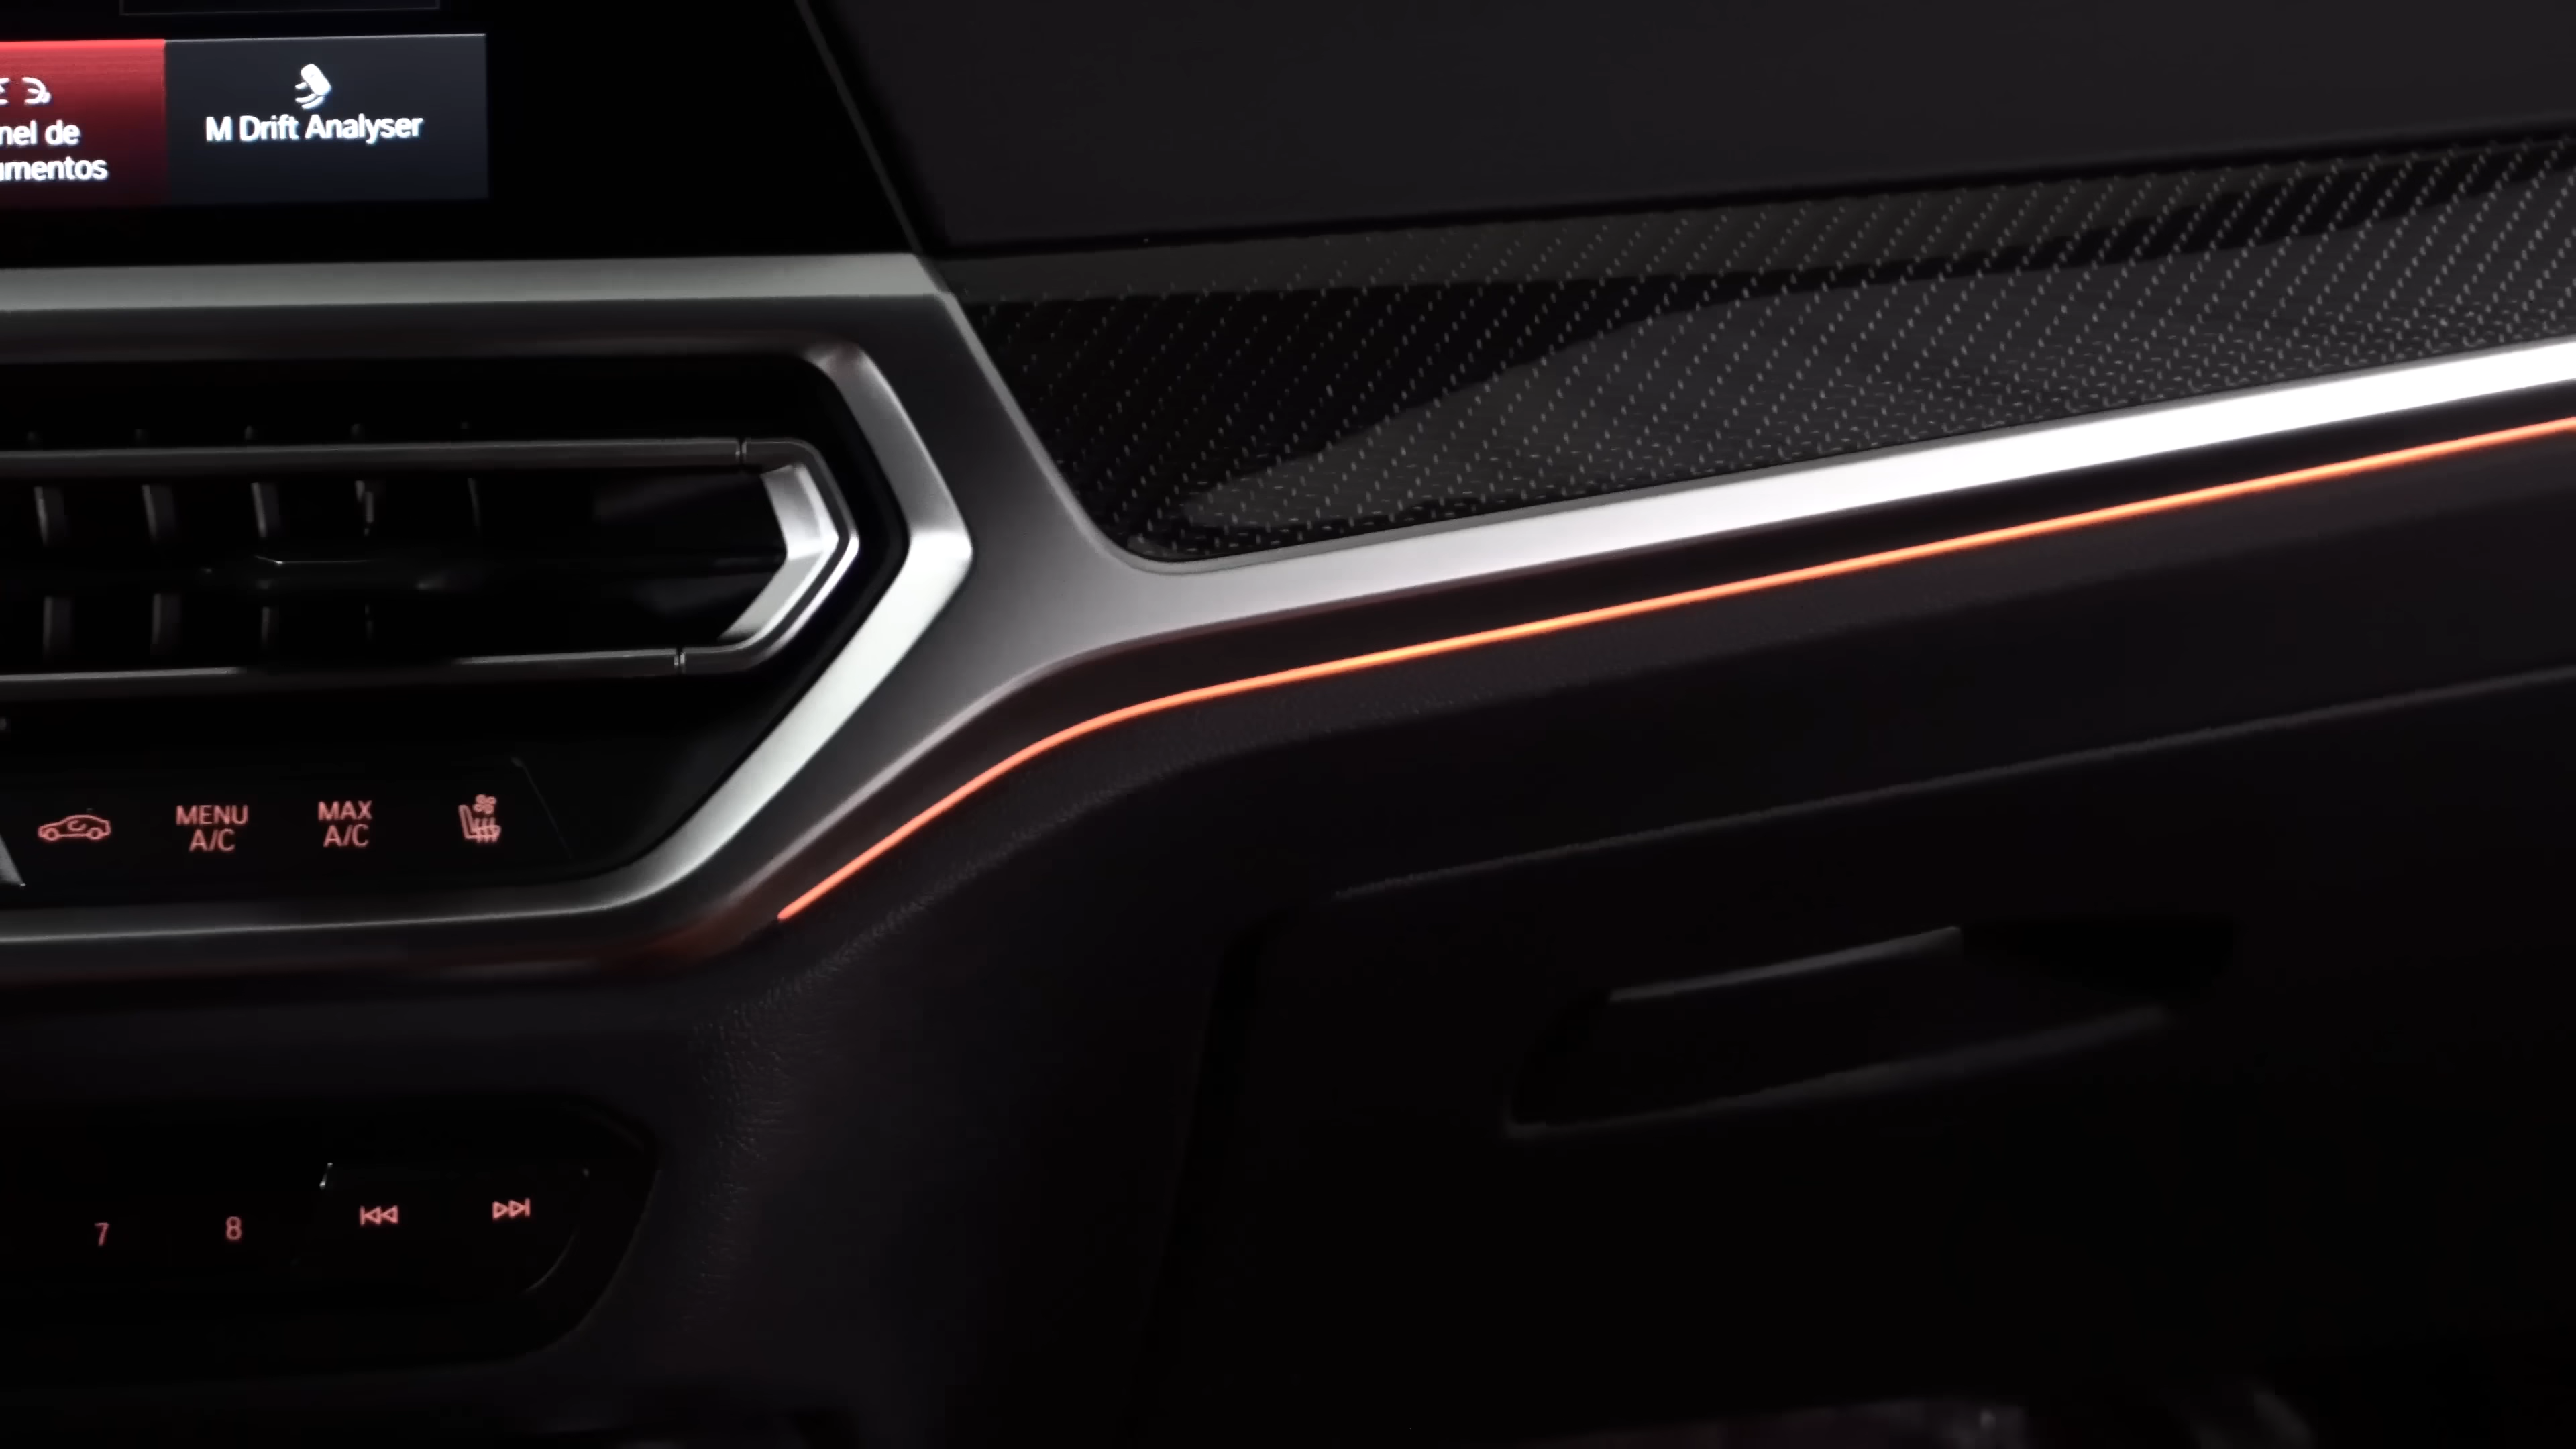 nel de
umentos
M Drift Analyser
MENU
A/C
MAX
A/C
7
8